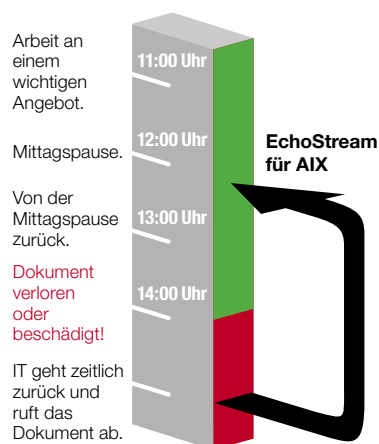 Arbeit an
einem
wichtigen
Angebot.
11:00 Uhr
Mittagspause.
12:00 Uhr
EchoStream
für AIX
Von der
Mittagspause
zurück.
13:00 Uhr
Dokument
verloren
oder
beschädigt!
14:00 Uhr
IT geht zeitlich
zurück und
ruft das
Dokument ab.